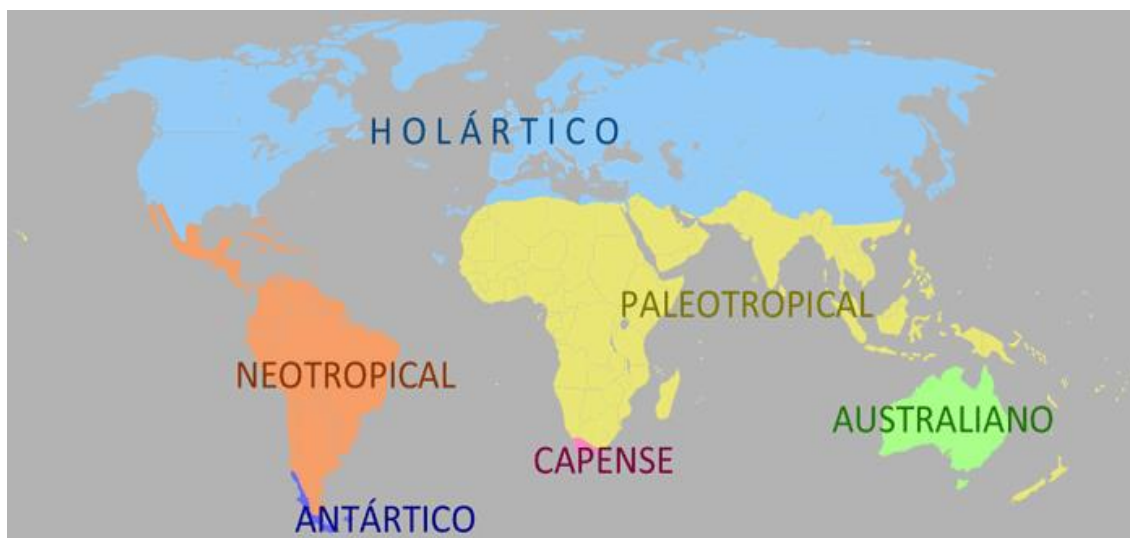 HOLÁRTICO
PALEOTROPICAL
NEOTROPICAL
AUSTRALIANO
CAPENSE
ANTÁRTICO